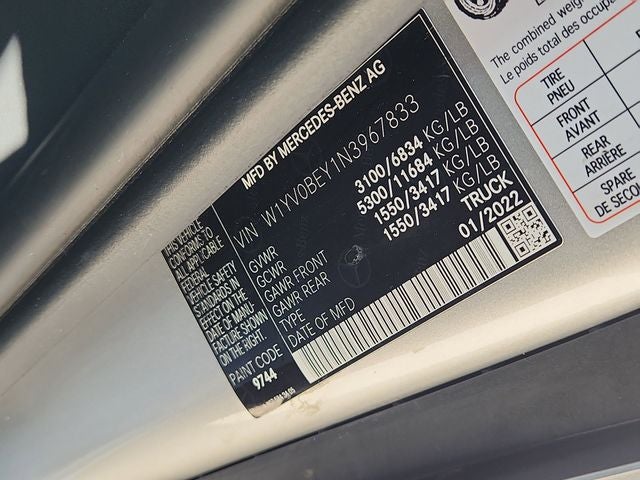 MFD BY MERCEDES-BENZ AG
VIN W1YV0BEY1N3967833
GVWR 3100/6834 KG/LB
GCWR 5300/11684 KG/LB
GAWR FRONT 1550/3417 KG/LB
GAWR REAR 1550/3417 KG/LB
TYPE TRUCK
DATE OF MFD 01/2022
THIS VEHICLE
CONFORMS TO
ALL APPLICABLE
FEDERAL
VEHICLE SAFETY
STANDARDS IN
EFFECT ON THE
DATE OF MANU
FACTURE SHOWN
ON THE RIGHT.
PAINT CODE
9744
The combined weight
Le poids total des occupa
TIRE
PNEU
FRONT
AVANT
REAR
ARRIÈRE
SPARE
DE SECO